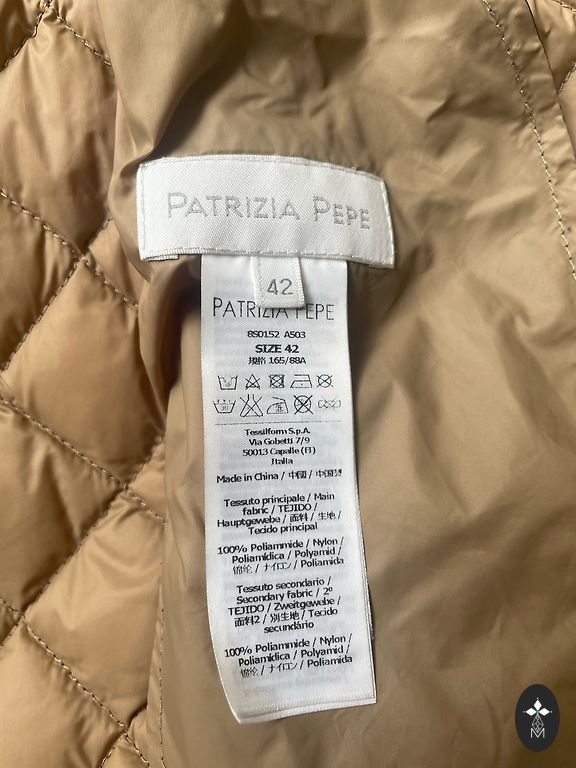 PATRIZIA PEPE
42
PATRIZIA PEPE
8S0152 A503
SIZE 42
規格 165/88A
Tessilform S.p.A.
Via Gobetti 7/9
50013 Capalle (FI)
Italia
Made in China / 中國 / 中国製
Tessuto principale / Main
fabric / TEJIDO /
Hauptgewebe / 面料 / 生地 /
Tecido principal
100% Poliammide / Nylon /
Poliamídica / Polyamid /
锦纶 / ナイロン / Poliamida
Tessuto secondario /
Secondary fabric / 2º
TEJIDO / Zweitgewebe /
面料2 / 別生地 / Tecido
secundário
100% Poliammide / Nylon /
Poliamídica / Polyamid /
锦纶 / ナイロン / Poliamida
M